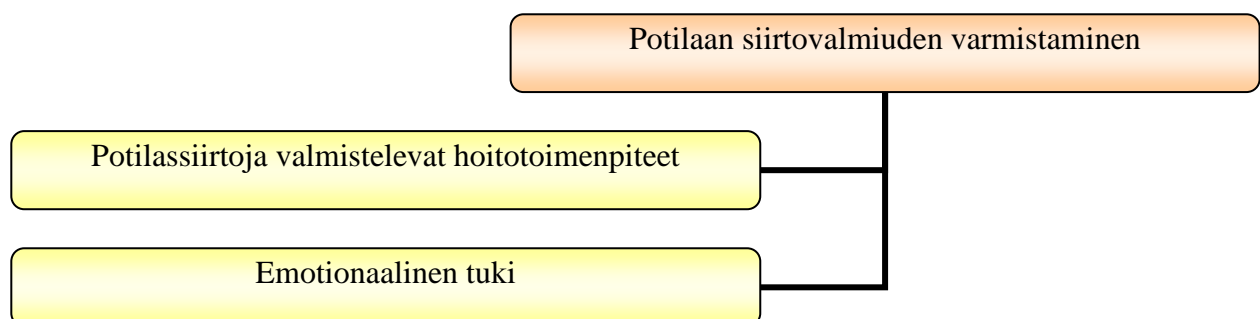 Potilaan siirtovalmiuden varmistaminen
Potilassiirtoja valmistelevat hoitotoimenpiteet
Emotionaalinen tuki